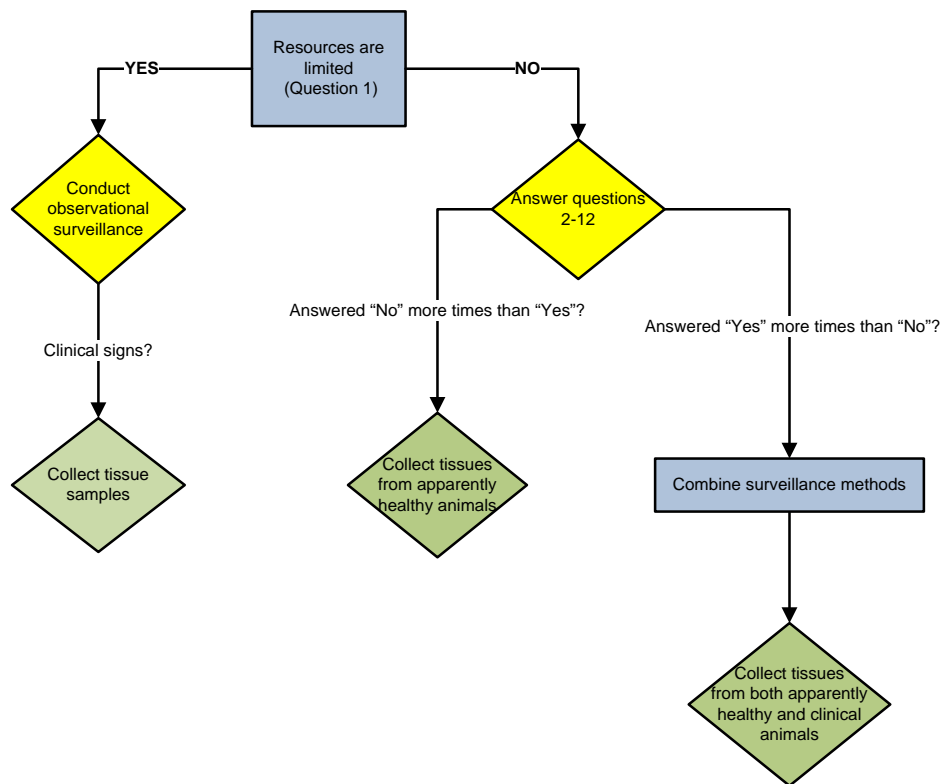 Resources are
limited
(Question 1)
YES
NO
Conduct
observational
surveillance
Answer questions
2-12
Answered “No” more times than “Yes”?
Answered “Yes” more times than “No”?
Clinical signs?
Collect tissue
samples
Collect tissues
from apparently
healthy animals
Combine surveillance methods
Collect tissues
from both apparently
healthy and clinical
animals